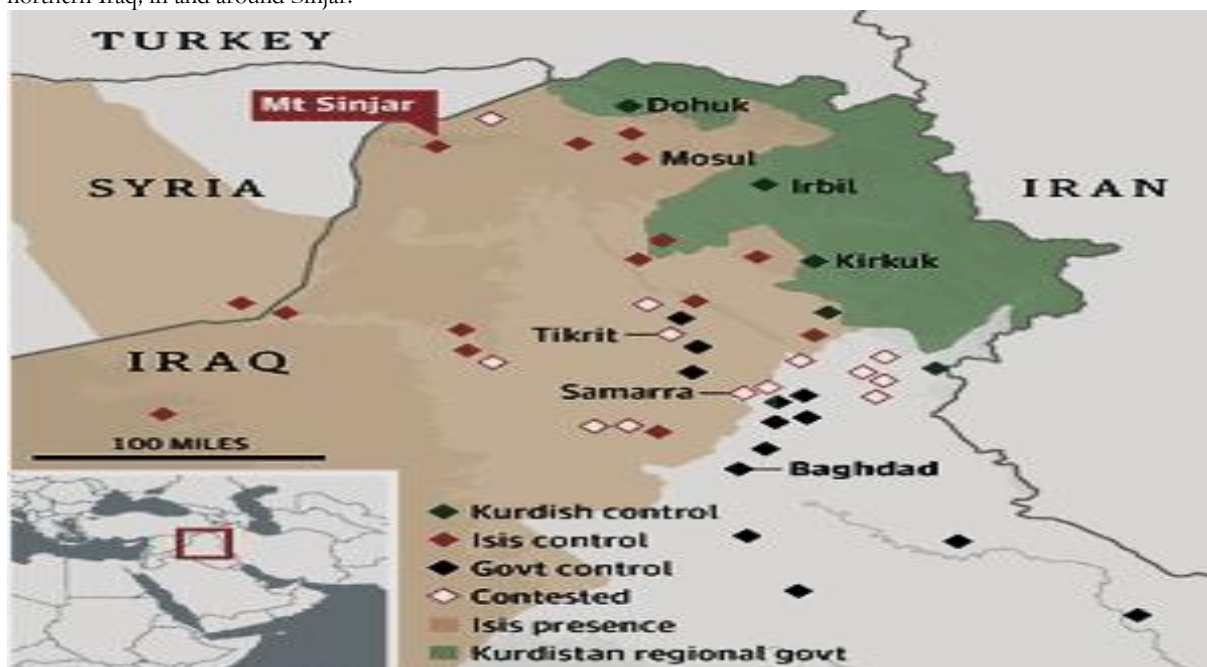 northern Iraq, in and around Sinjar.
TURKEY
Mt Sinjar
Dohuk
Mosul
SYRIA
Irbil
IRAN
Kirkuk
Tikrit
IRAQ
Samarra
100 MILES
Baghdad
Kurdish control
Isis control
Govt control
Contested
Isis presence
Kurdistan regional govt